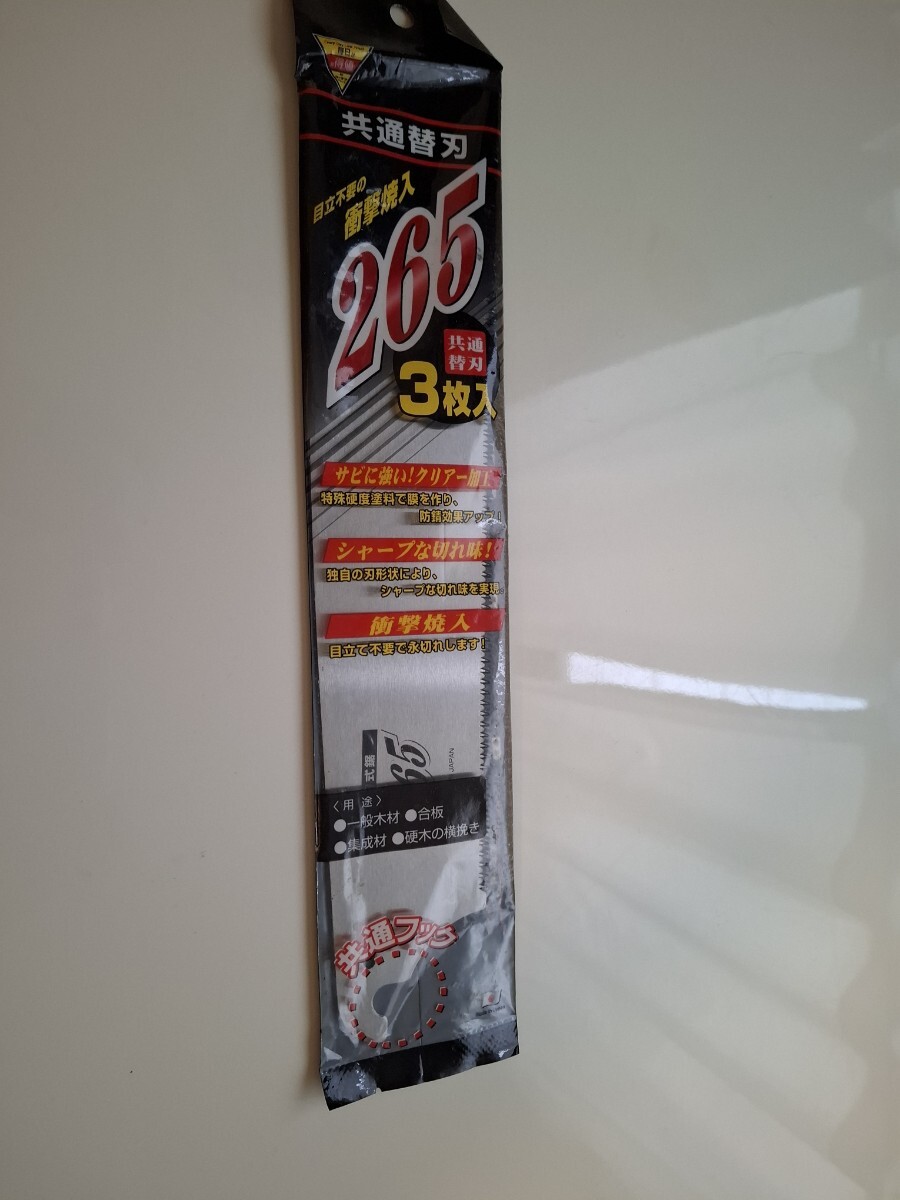 毎日
共通替刃
目立不要の
衝撃焼入
265
共通
替刃
3枚入
サビに強い!クリアー加工
特殊硬度塗料で膜を作り、
防錆効果アップ!
シャープな切れ味!
独自の刃形状により、
シャープな切れ味を実現。
衝撃焼入
目立て不要で永切れします!
式鋸
65
JAPAN
〈用途〉
●一般木材 ●合板
●集成材 ●硬木の横挽き
共通フック